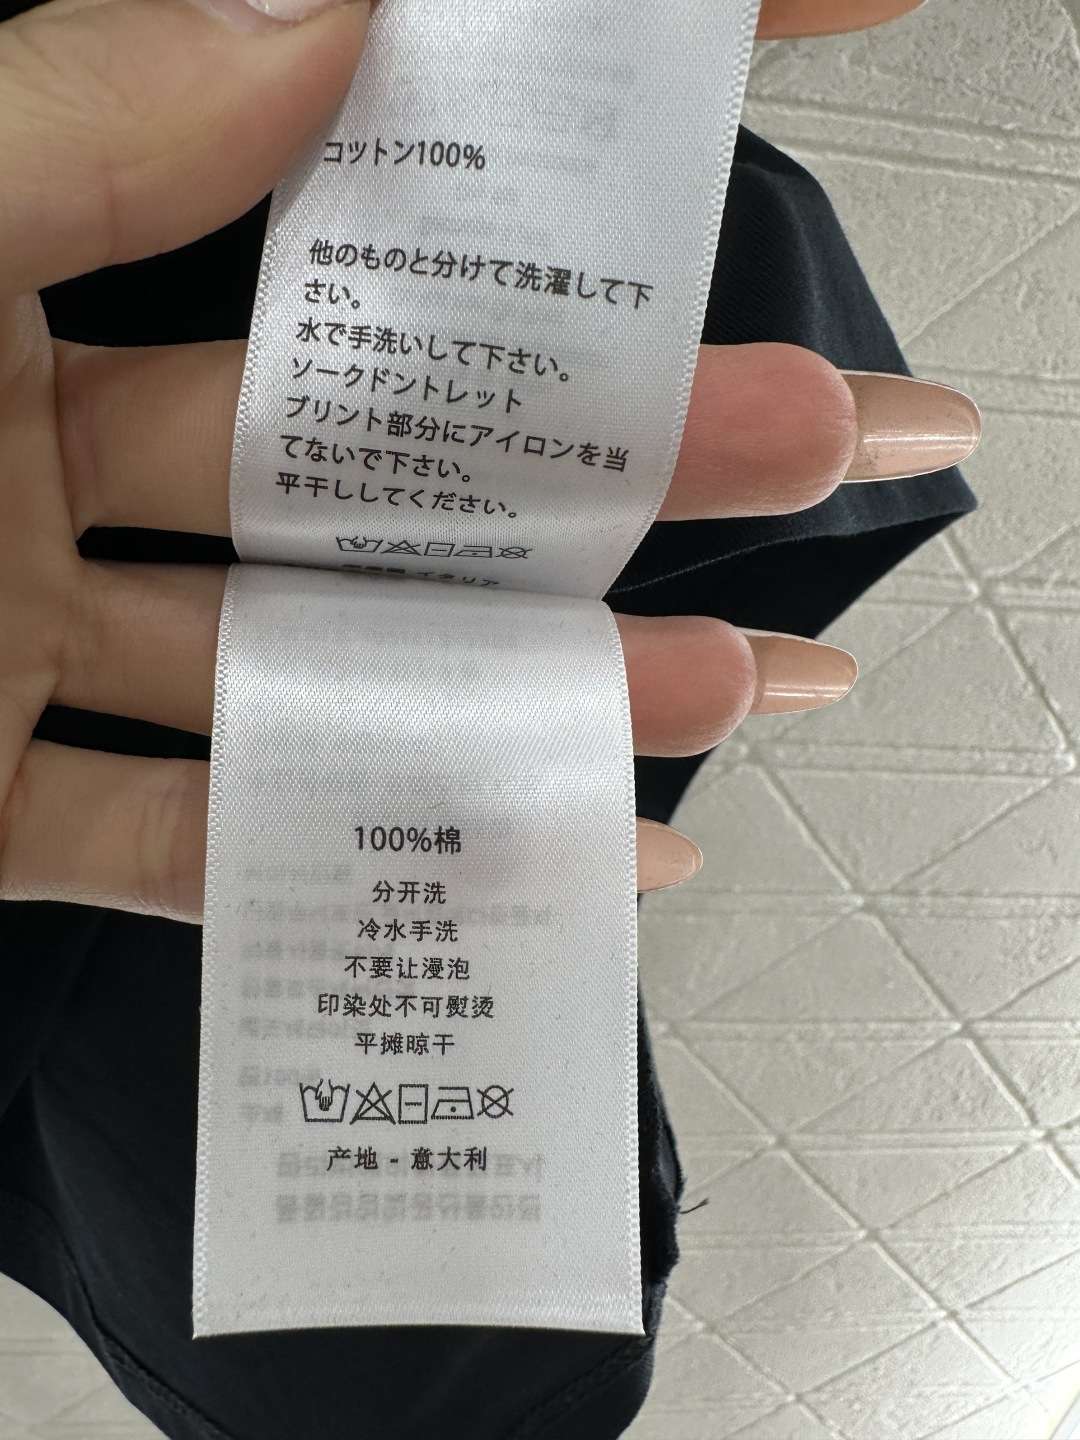 コットン100%
他のものと分けて洗濯して下
さい。
水で手洗いして下さい。
ソークドントレット
プリント部分にアイロンを当
てないで下さい。
平干ししてください。
イタリア
100%棉
分开洗
冷水手洗
不要让漫泡
印染处不可熨烫
平摊晾干
产地 - 意大利